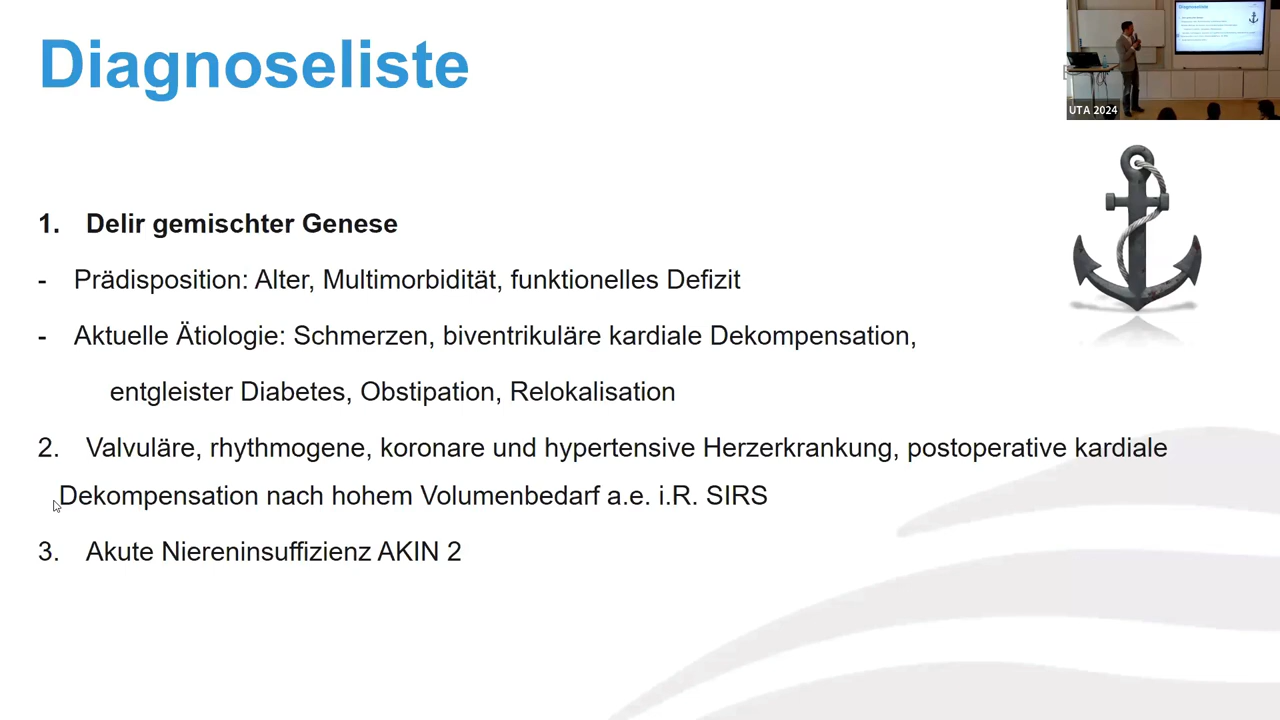 Diagnoseliste
UTA 2024
1. Delir gemischter Genese
- Prädisposition: Alter, Multimorbidität, funktionelles Defizit
- Aktuelle Ätiologie: Schmerzen, biventrikuläre kardiale Dekompensation,
entgleister Diabetes, Obstipation, Relokalisation
2. Valvuläre, rhythmogene, koronare und hypertensive Herzerkrankung, postoperative kardiale
Dekompensation nach hohem Volumenbedarf a.e. i.R. SIRS
3. Akute Niereninsuffizienz AKIN 2